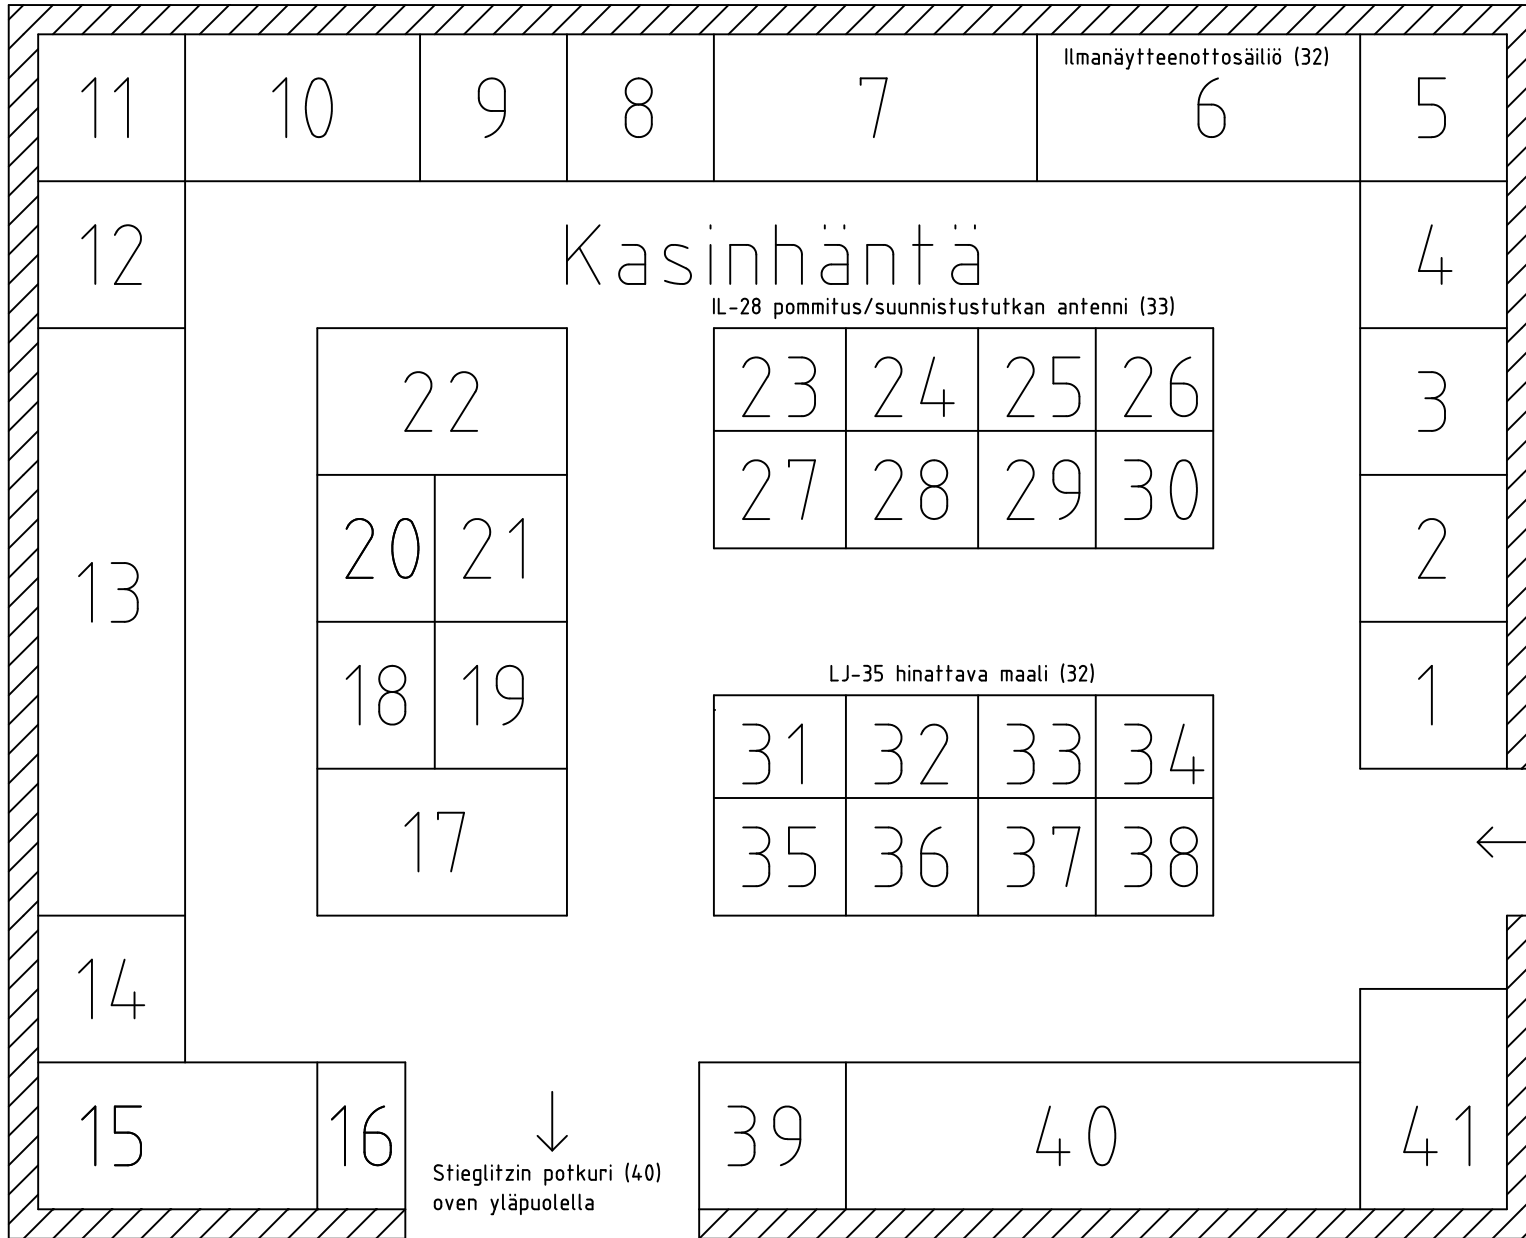 Ilmanäytteenottosäiliö (32)
11 10 9 8 7 6 5
12 4
Kasinhäntä
IL-28 pommitus/suunnistustutkan antenni (33)
22 23 24 25 26 3
27 28 29 30
20 21 2
13
LJ-35 hinattava maali (32)
18 19 1
31 32 33 34
17 35 36 37 38
14
15 16 39 40 41
Stieglitzin potkuri (40)
oven yläpuolella